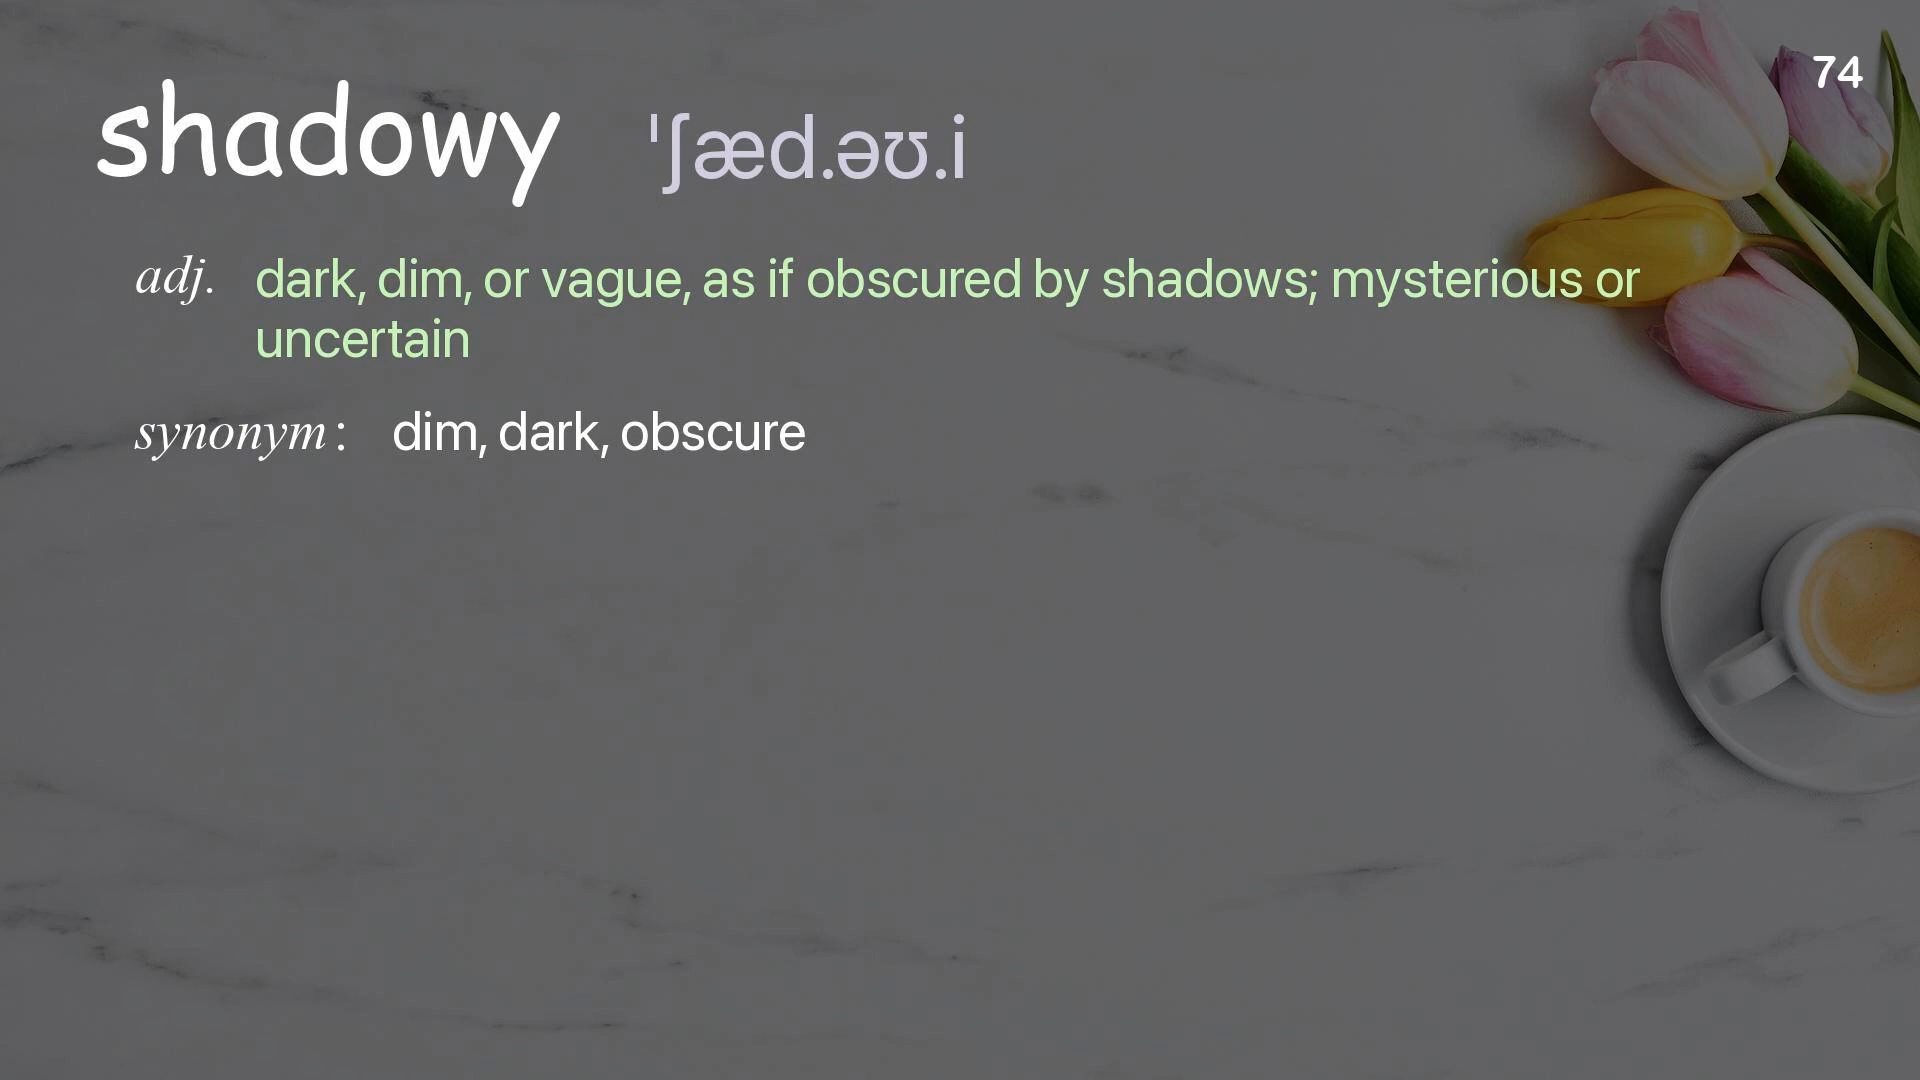 74
shadowy ˈʃæd.əʊ.i
adj. dark, dim, or vague, as if obscured by shadows; mysterious or
uncertain
synonym: dim, dark, obscure